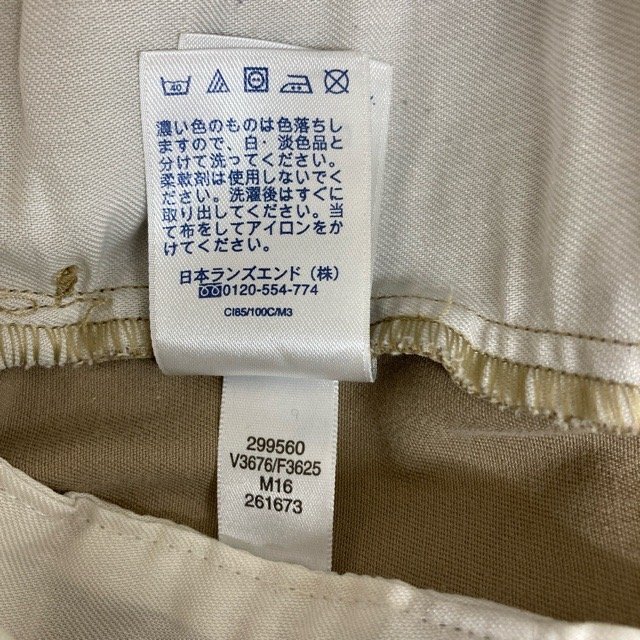 40
濃い色のものは色落ちし
ますので、白・淡色品と
分けて洗ってください。
柔軟剤は使用しないでく
ださい。洗濯後はすぐに
取り出してください。当
て布をしてアイロンをか
けてください。
日本ランズエンド(株)
0120-554-774
CI85/100C/M3
299560
V3676/F3625
M16
261673